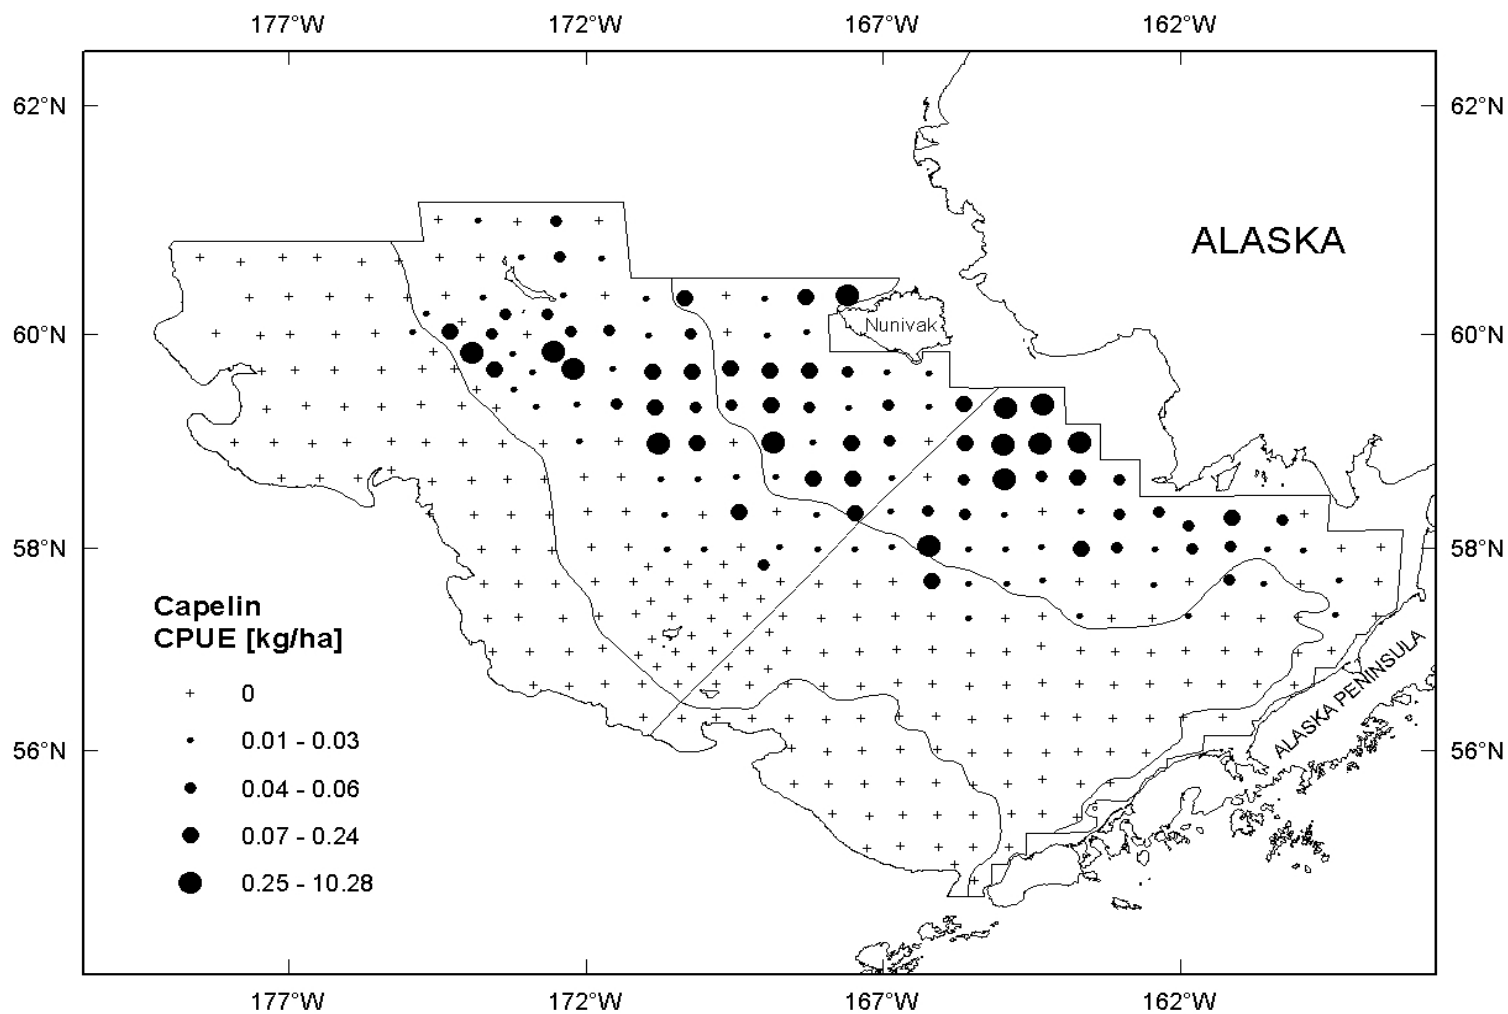 177°W 172°W 167°W 162°W
62°N 62°N
ALASKA
60°N Nunivak 60°N
58°N 58°N
Capelin
CPUE [kg/ha]
0
0.01 - 0.03
0.04 - 0.06
0.07 - 0.24
0.25 - 10.28
ALASKA PENINSULA
56°N 56°N
177°W 172°W 167°W 162°W